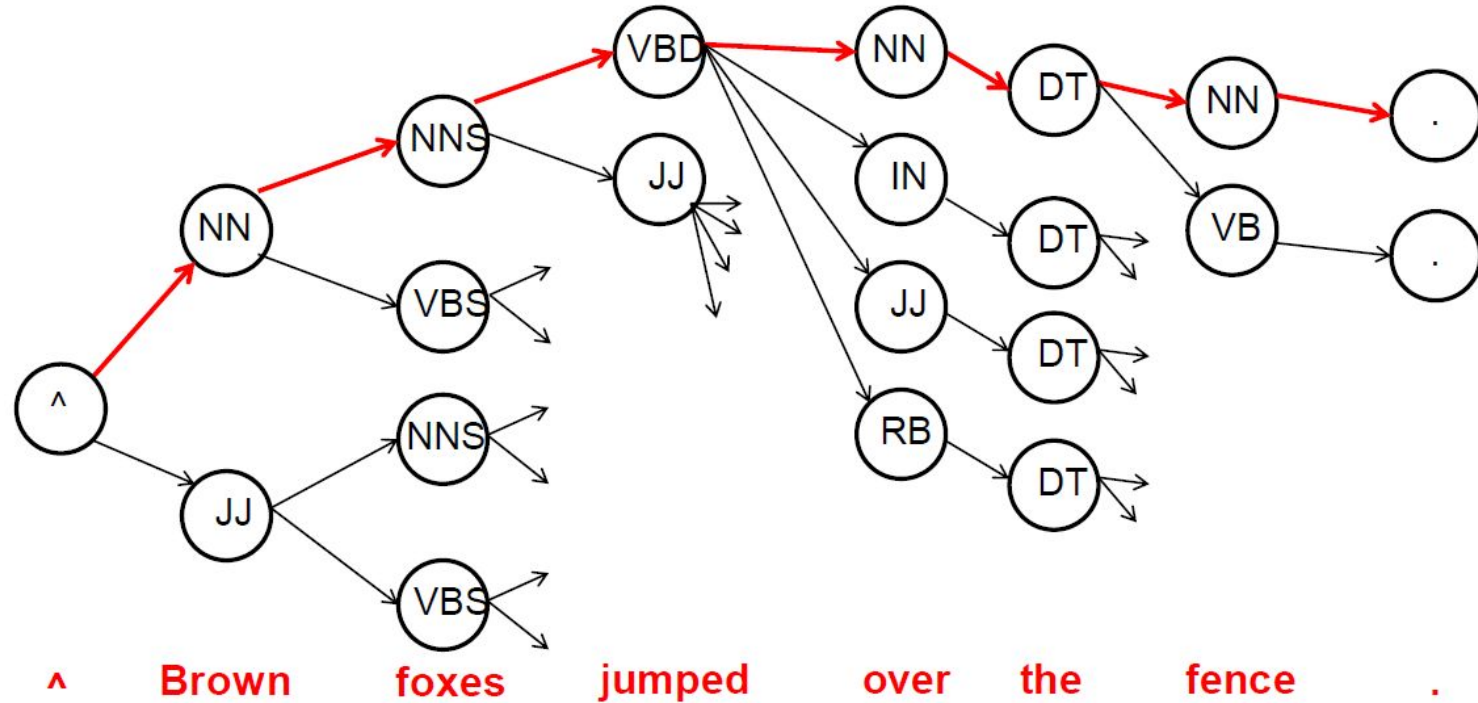 VBD NN
DT NN .
NNS
JJ IN
NN DT VB .
VBS JJ
DT
^ NNS RB
DT
JJ
VBS
^ Brown foxes jumped over the fence .